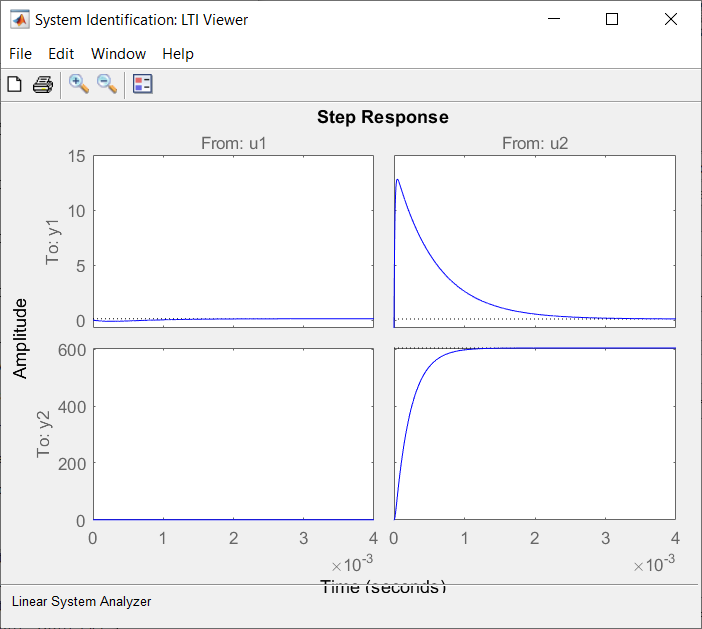 System Identification: LTI Viewer
File Edit Window Help
Step Response
From: u1
From: u2
Amplitude
To: y1
15
10
5
0
To: y2
600
400
200
0
0 1 2 3 4
×10-3
0 1 2 3 4
×10-3
Time (seconds)
Linear System Analyzer